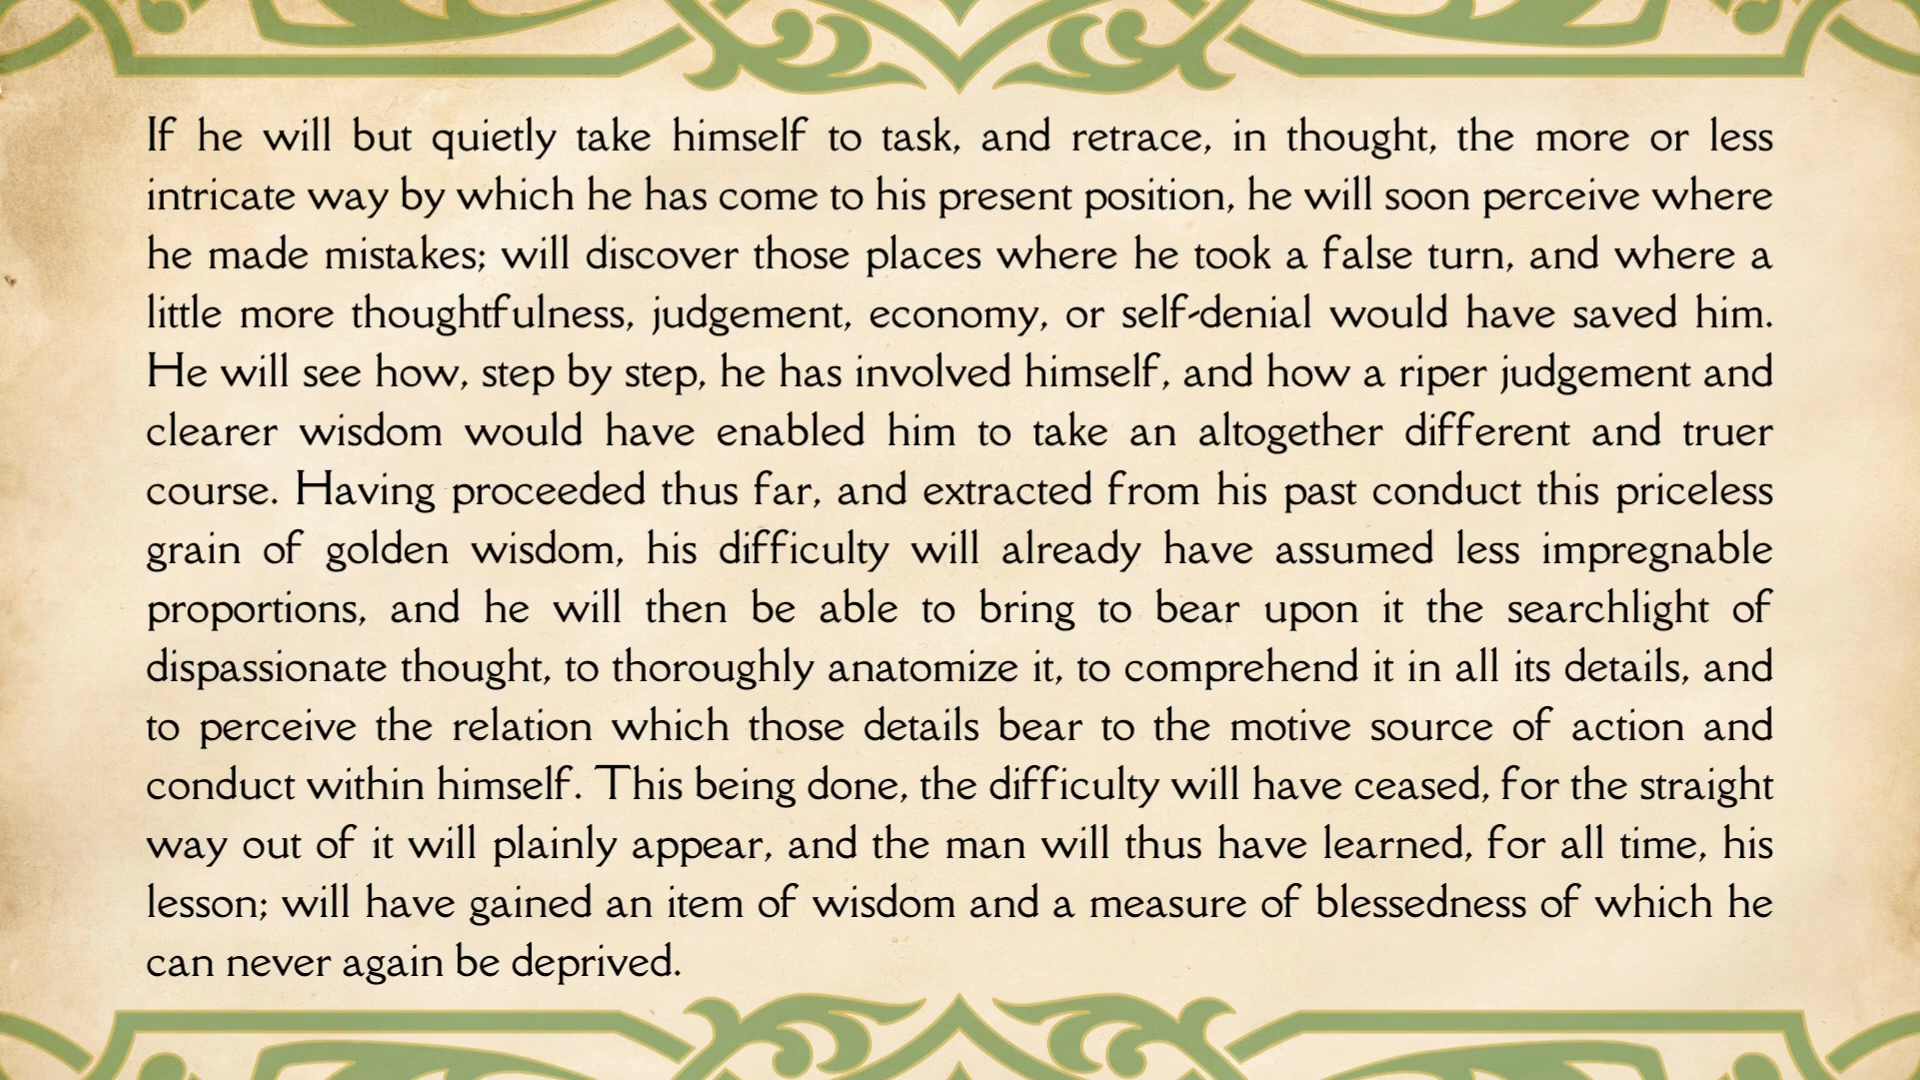 If he will but quietly take himself to task, and retrace, in thought, the more or less
intricate way by which he has come to his present position, he will soon perceive where
he made mistakes; will discover those places where he took a false turn, and where a
little more thoughtfulness, judgement, economy, or self-denial would have saved him.
He will see how, step by step, he has involved himself, and how a riper judgement and
clearer wisdom would have enabled him to take an altogether different and truer
course. Having proceeded thus far, and extracted from his past conduct this priceless
grain of golden wisdom, his difficulty will already have assumed less impregnable
proportions, and he will then be able to bring to bear upon it the searchlight of
dispassionate thought, to thoroughly anatomize it, to comprehend it in all its details, and
to perceive the relation which those details bear to the motive source of action and
conduct within himself. This being done, the difficulty will have ceased, for the straight
way out of it will plainly appear, and the man will thus have learned, for all time, his
lesson; will have gained an item of wisdom and a measure of blessedness of which he
can never again be deprived.